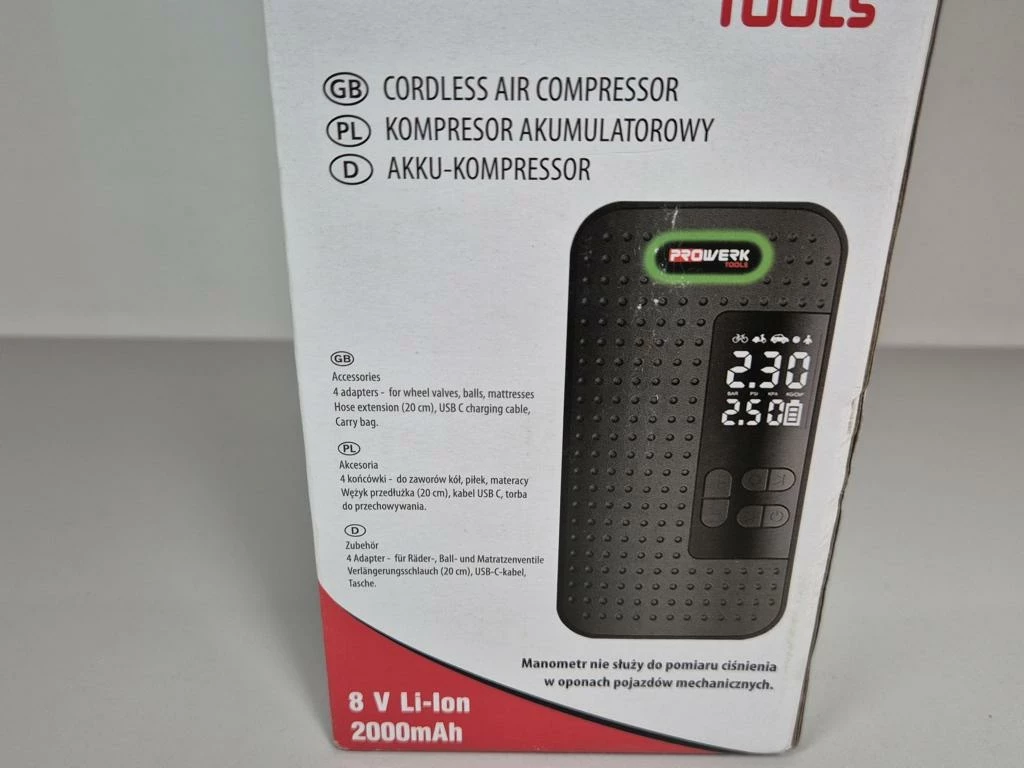 TOOLS
GB CORDLESS AIR COMPRESSOR
PL KOMPRESOR AKUMULATOROWY
D AKKU-KOMPRESSOR
PROWERK
TOOLS
2.30
BAR PSI KPA KG/CM²
2.50
GB
Accessories
4 adapters - for wheel valves, balls, mattresses
Hose extension (20 cm), USB C charging cable,
Carry bag.
PL
Akcesoria
4 końcówki - do zaworów kół, piłek, materacy
Wężyk przedłużka (20 cm), kabel USB C, torba
do przechowywania.
D
Zubehör
4 Adapter - für Räder-, Ball- und Matratzenventile
Verlängerungsschlauch (20 cm), USB-C-kabel,
Tasche.
Manometr nie służy do pomiaru ciśnienia
w oponach pojazdów mechanicznych.
8 V Li-Ion
2000mAh